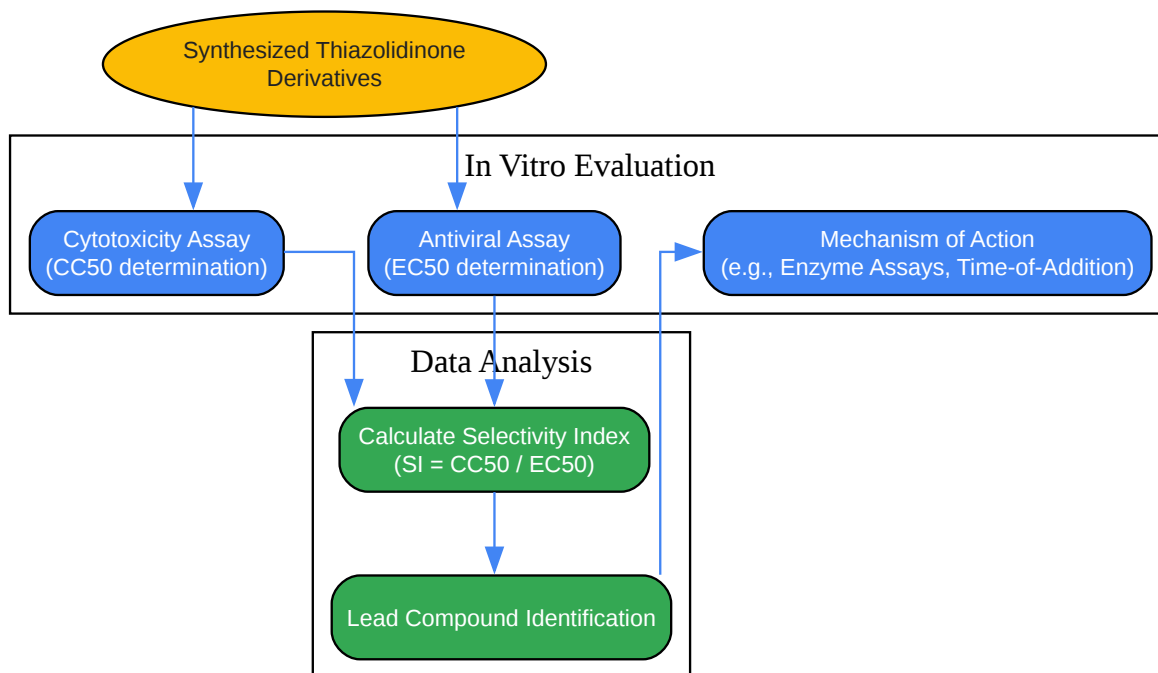 Synthesized Thiazolidinone
Derivatives
In Vitro Evaluation
Cytotoxicity Assay
(CC50 determination)
Antiviral Assay
(EC50 determination)
Mechanism of Action
(e.g., Enzyme Assays, Time-of-Addition)
Data Analysis
Calculate Selectivity Index
(SI = CC50 / EC50)
Lead Compound Identification